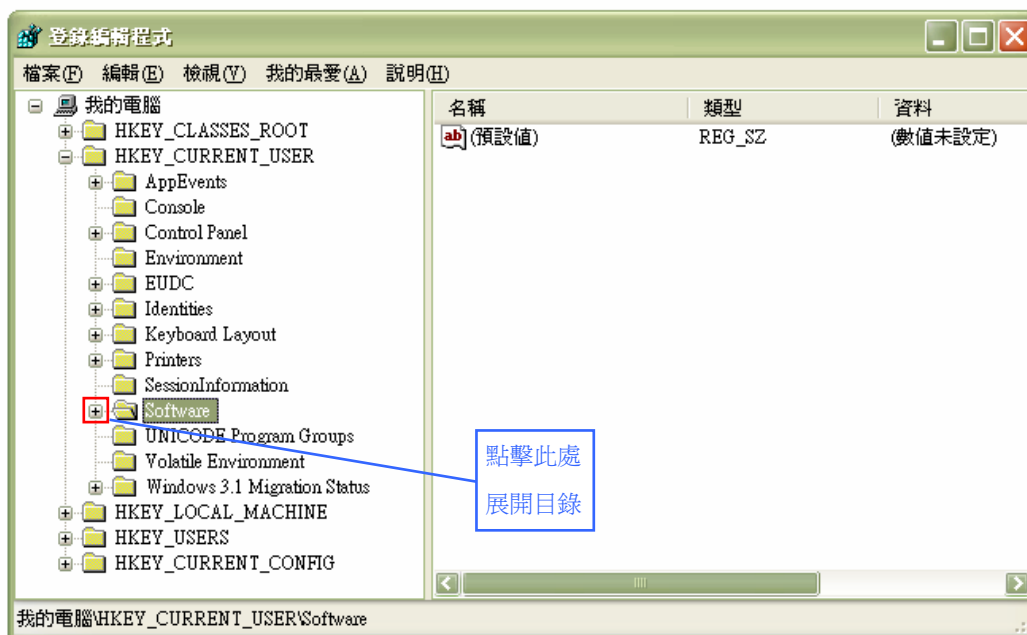 登錄編輯程式
檔案(F) 編輯(E) 檢視(V) 我的最愛(A) 說明(H)
我的電腦
HKEY_CLASSES_ROOT
HKEY_CURRENT_USER
AppEvents
Console
Control Panel
Environment
EUDC
Identities
Keyboard Layout
Printers
SessionInformation
Software
UNICODE Program Groups
Volatile Environment
Windows 3.1 Migration Status
HKEY_LOCAL_MACHINE
HKEY_USERS
HKEY_CURRENT_CONFIG
名稱 類型 資料
ab (預設值) REG_SZ (數值未設定)
點擊此處
展開目錄
我的電腦\HKEY_CURRENT_USER\Software